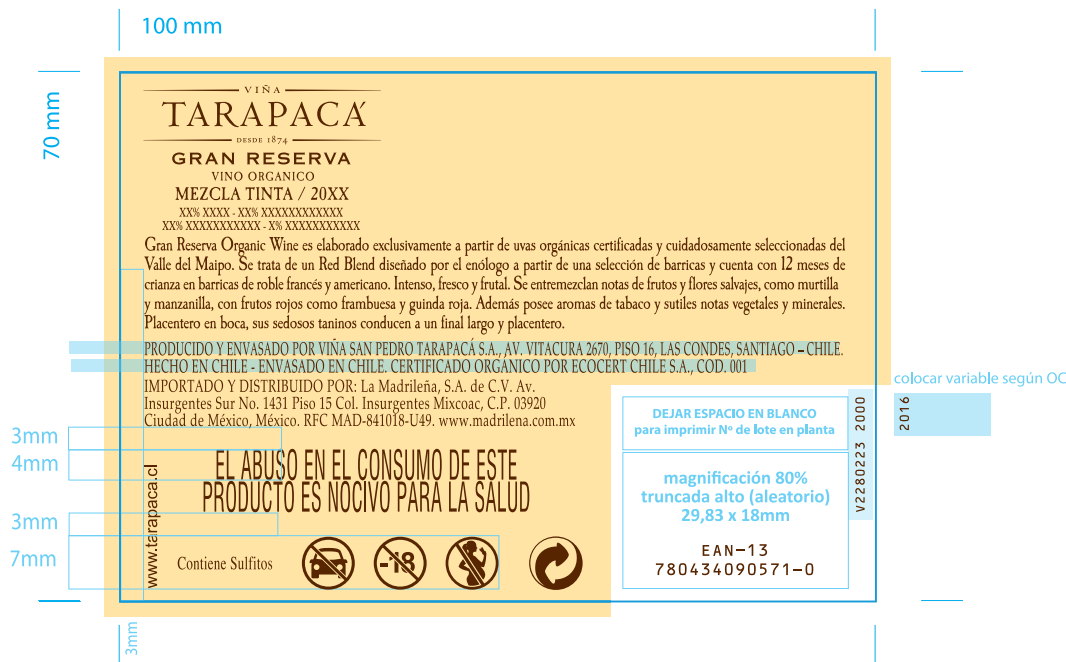 100 mm
70 mm
VIÑA
TARAPACÁ
DESDE 1874
GRAN RESERVA
VINO ORGANICO
MEZCLA TINTA / 20XX
XX% XXXX - XX% XXXXXXXXXXXX
XX% XXXXXXXXXXX - X% XXXXXXXXXXX
Gran Reserva Organic Wine es elaborado exclusivamente a partir de uvas orgánicas certificadas y cuidadosamente seleccionadas del
Valle del Maipo. Se trata de un Red Blend diseñado por el enólogo a partir de una selección de barricas y cuenta con 12 meses de
crianza en barricas de roble francés y americano. Intenso, fresco y frutal. Se entremezclan notas de frutos y flores salvajes, como murtilla
y manzanilla, con frutos rojos como frambuesa y guinda roja. Además posee aromas de tabaco y sutiles notas vegetales y minerales.
Placentero en boca, sus sedosos taninos conducen a un final largo y placentero.
PRODUCIDO Y ENVASADO POR VIÑA SAN PEDRO TARAPACÁ S.A., AV. VITACURA 2670, PISO 16, LAS CONDES, SANTIAGO – CHILE.
HECHO EN CHILE - ENVASADO EN CHILE. CERTIFICADO ORGÁNICO POR ECOCERT CHILE S.A., COD. 001
IMPORTADO Y DISTRIBUIDO POR: La Madrileña, S.A. de C.V. Av.
Insurgentes Sur No. 1431 Piso 15 Col. Insurgentes Mixcoac, C.P. 03920
Ciudad de México, México. RFC MAD-841018-U49. www.madrilena.com.mx
EL ABUSO EN EL CONSUMO DE ESTE
PRODUCTO ES NOCIVO PARA LA SALUD
www.tarapaca.cl
Contiene Sulfitos
-18
3mm
4mm
3mm
7mm
3mm
DEJAR ESPACIO EN BLANCO
para imprimir Nº de lote en planta
magnificación 80%
truncada alto (aleatorio)
29,83 x 18mm
EAN-13
780434090571-0
V2280223 2000
colocar variable según OC
2016